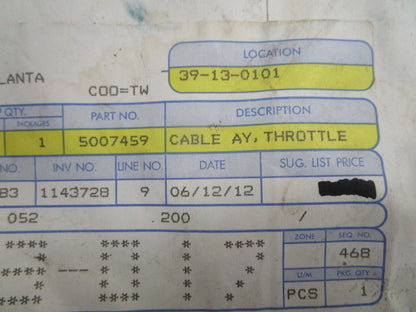 LOCATION
LANTA
39-13-0101
COO=TW
QTY.
PACKAGES
PART NO.
DESCRIPTION
1 5007459 CABLE AY, THROTTLE
NO. INV NO. LINE NO. DATE SUG. LIST PRICE
83 1143728 9 06/12/12
052 .200 /
**** **** * * ****
ZONE SEQ. NO.
468
U/M PKG. QTY.
PCS 1